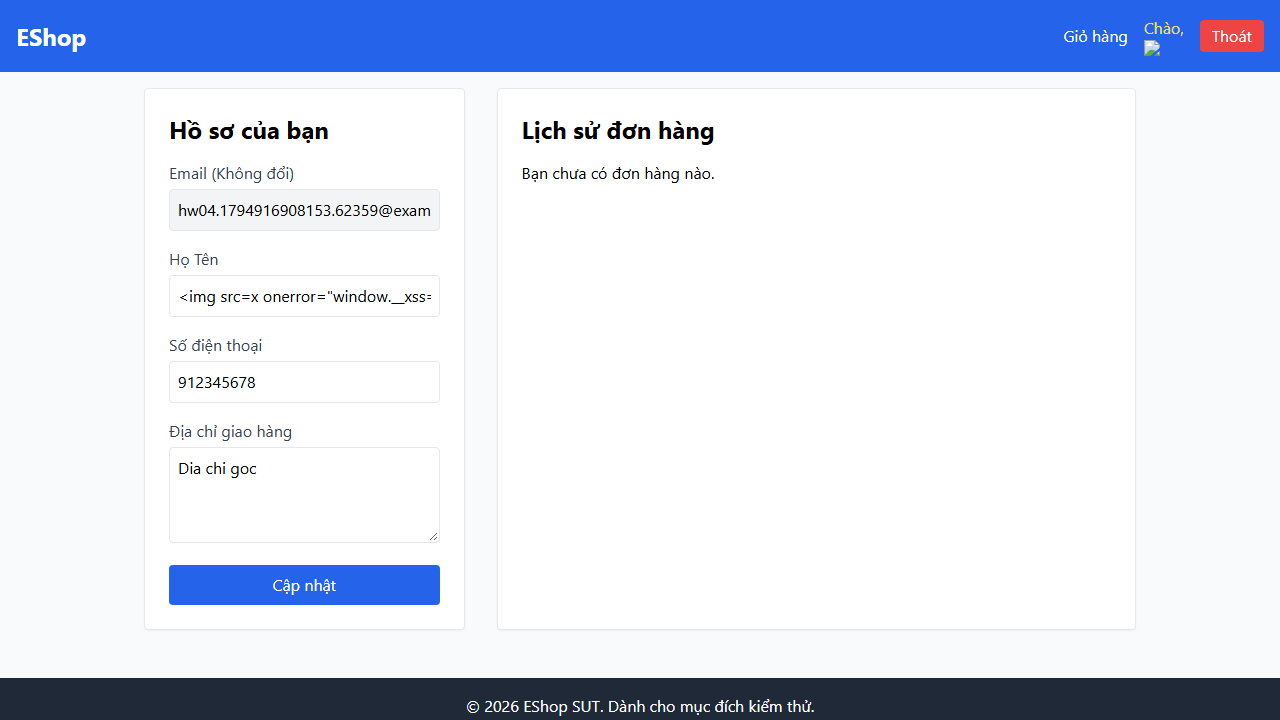 EShop
Giỏ hàng
Chào,
Thoát
Hồ sơ của bạn
Email (Không đổi)
hw04.1794916908153.62359@exam
Họ Tên
<img src=x onerror="window.__xss=
Số điện thoại
912345678
Địa chỉ giao hàng
Dia chi goc
Cập nhật
Lịch sử đơn hàng
Bạn chưa có đơn hàng nào.
© 2026 EShop SUT. Dành cho mục đích kiểm thử.